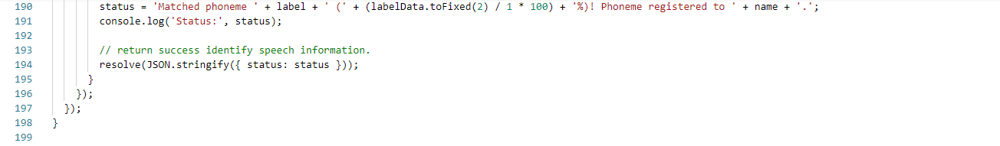 190 status = 'Matched phoneme ' + label + ' (' + (labelData.toFixed(2) / 1 * 100) + '%)! Phoneme registered to ' + name + '.';
191 console.log('Status:', status);
192
193 // return success identify speech information.
194 resolve(JSON.stringify({ status: status }));
195 }
196 });
197 });
198 }
199